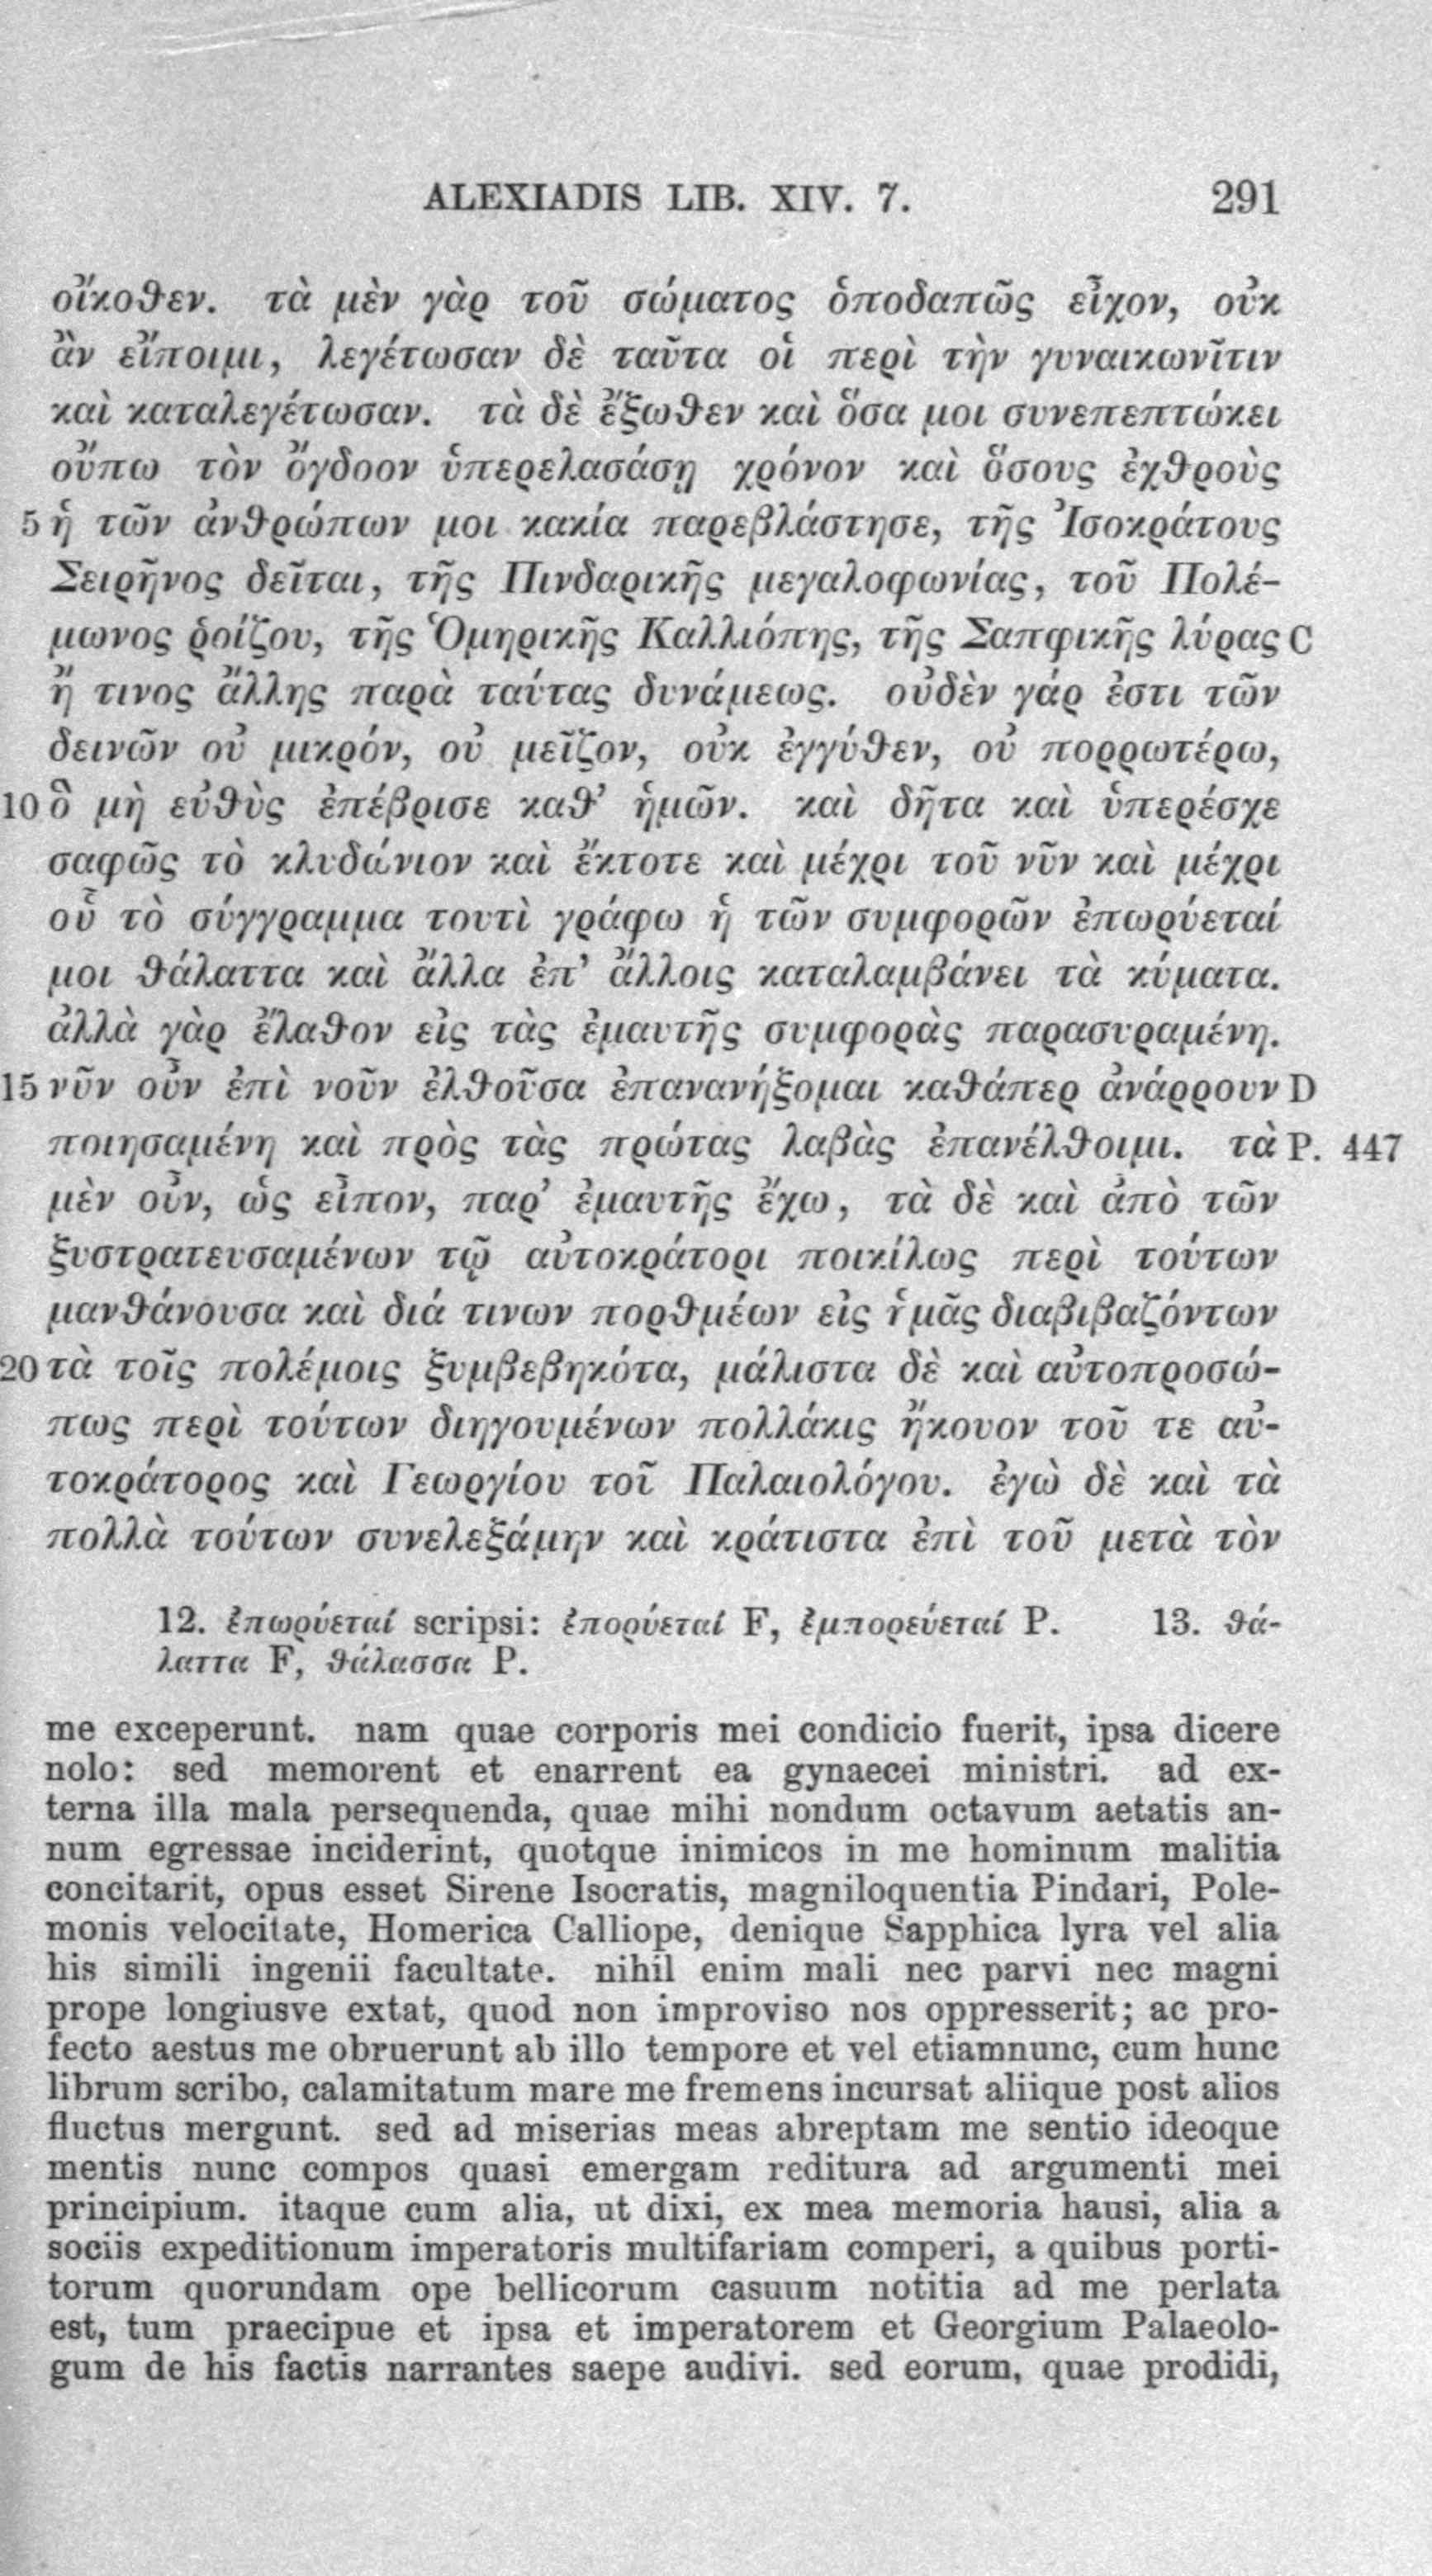 ALEXIADIS LIB. XIV. 7. 291
οἴκοθεν. τὰ μὲν γὰρ τοῦ σώματος ὁποδαπῶς εἶχον, οὐκ
ἂν εἴποιμι, λεγέτωσαν δὲ ταῦτα οἱ περὶ τὴν γυναικωνῖτιν
καὶ καταλεγέτωσαν. τὰ δὲ ἔξωθεν καὶ ὅσα μοι συνεπεπτώκει
οὔπω τὸν ὄγδοον ὑπερελασάσῃ χρόνον καὶ ὅσους ἐχθροὺς
5 ἡ τῶν ἀνθρώπων μοι κακία παρεβλάστησε, τῆς Ἰσοκράτους
Σειρῆνος δεῖται, τῆς Πινδαρικῆς μεγαλοφωνίας, τοῦ Πολέ-
μωνος ῥοίζου, τῆς Ὁμηρικῆς Καλλιόπης, τῆς Σαπφικῆς λύρας C
ἤ τινος ἄλλης παρὰ ταύτας δυνάμεως. οὐδὲν γάρ ἐστι τῶν
δεινῶν οὐ μικρόν, οὐ μεῖζον, οὐκ ἐγγύθεν, οὐ πορρωτέρω,
10 ὃ μὴ εὐθὺς ἐπέβρισε καθ' ἡμῶν. καὶ δῆτα καὶ ὑπερέσχε
σαφῶς τὸ κλυδώνιον καὶ ἔκτοτε καὶ μέχρι τοῦ νῦν καὶ μέχρι
οὗ τὸ σύγγραμμα τουτὶ γράφω ἡ τῶν συμφορῶν ἐπωρύεταί
μοι θάλαττα καὶ ἄλλα ἐπ' ἄλλοις καταλαμβάνει τὰ κύματα.
ἀλλὰ γὰρ ἔλαθον εἰς τὰς ἐμαυτῆς συμφορὰς παρασυραμένη.
15 νῦν οὖν ἐπὶ νοῦν ἐλθοῦσα ἐπανανήξομαι καθάπερ ἀνάρρουν D
ποιησαμένη καὶ πρὸς τὰς πρώτας λαβὰς ἐπανέλθοιμι. τὰ P. 447
μὲν οὖν, ὡς εἶπον, παρ' ἐμαυτῆς ἔχω, τὰ δὲ καὶ ἀπὸ τῶν
ξυστρατευσαμένων τῷ αὐτοκράτορι ποικίλως περὶ τούτων
μανθάνουσα καὶ διά τινων πορθμέων εἰς ἡμᾶς διαβιβαζόντων
20 τὰ τοῖς πολέμοις ξυμβεβηκότα, μάλιστα δὲ καὶ αὐτοπροσώ-
πως περὶ τούτων διηγουμένων πολλάκις ἤκουον τοῦ τε αὐ-
τοκράτορος καὶ Γεωργίου τοῦ Παλαιολόγου. ἐγὼ δὲ καὶ τὰ
πολλὰ τούτων συνελεξάμην καὶ κράτιστα ἐπὶ τοῦ μετὰ τὸν
12. ἐπωρύεταί scripsi: ἐπορύεταί F, ἐμπορεύεταί P. 13. θά-
λαττα F, θάλασσα P.
me exceperunt. nam quae corporis mei condicio fuerit, ipsa dicere
nolo: sed memorent et enarrent ea gynaecei ministri. ad ex-
terna illa mala persequenda, quae mihi nondum octavum aetatis an-
num egressae inciderint, quotque inimicos in me hominum malitia
concitarit, opus esset Sirene Isocratis, magniloquentia Pindari, Pole-
monis velocitate, Homerica Calliope, denique Sapphica lyra vel alia
his simili ingenii facultate. nihil enim mali nec parvi nec magni
prope longiusve extat, quod non improviso nos oppresserit; ac pro-
fecto aestus me obruerunt ab illo tempore et vel etiamnunc, cum hunc
librum scribo, calamitatum mare me fremens incursat aliique post alios
fluctus mergunt. sed ad miserias meas abreptam me sentio ideoque
mentis nunc compos quasi emergam reditura ad argumenti mei
principium. itaque cum alia, ut dixi, ex mea memoria hausi, alia a
sociis expeditionum imperatoris multifariam comperi, a quibus porti-
torum quorundam ope bellicorum casuum notitia ad me perlata
est, tum praecipue et ipsa et imperatorem et Georgium Palaeolo-
gum de his factis narrantes saepe audivi. sed eorum, quae prodidi,